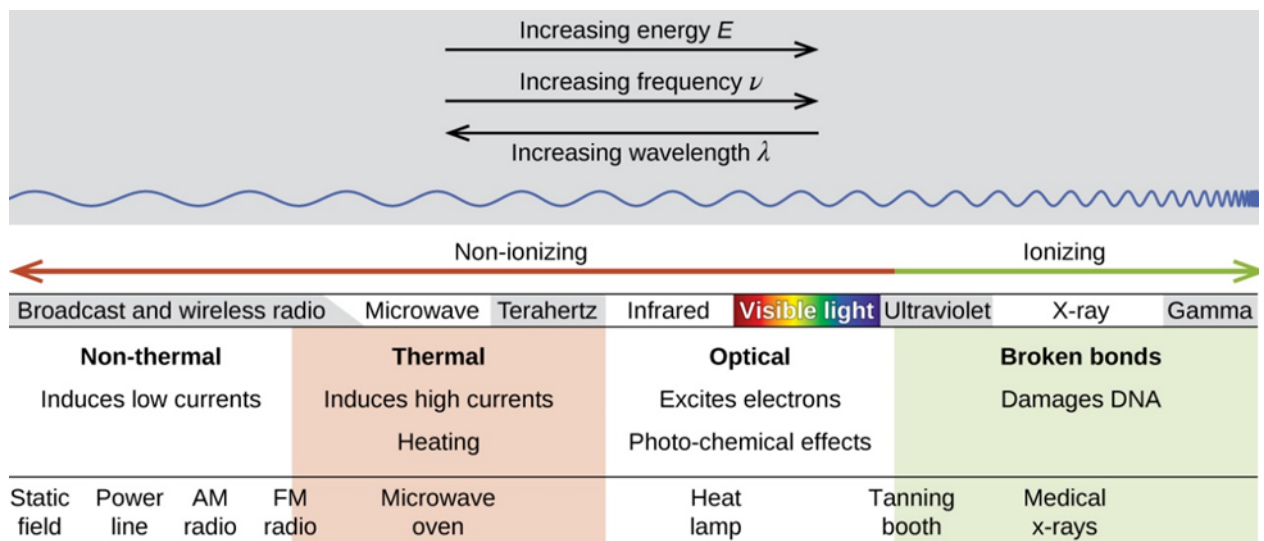 Increasing energy E
Increasing frequency ν
Increasing wavelength λ
Non-ionizing Ionizing
Broadcast and wireless radio Microwave Terahertz Infrared Visible light Ultraviolet X-ray Gamma
Non-thermal Thermal Optical Broken bonds
Induces low currents Induces high currents Excites electrons Damages DNA
Heating Photo-chemical effects
Static Power AM FM Microwave Heat Tanning Medical
field line radio radio oven lamp booth x-rays